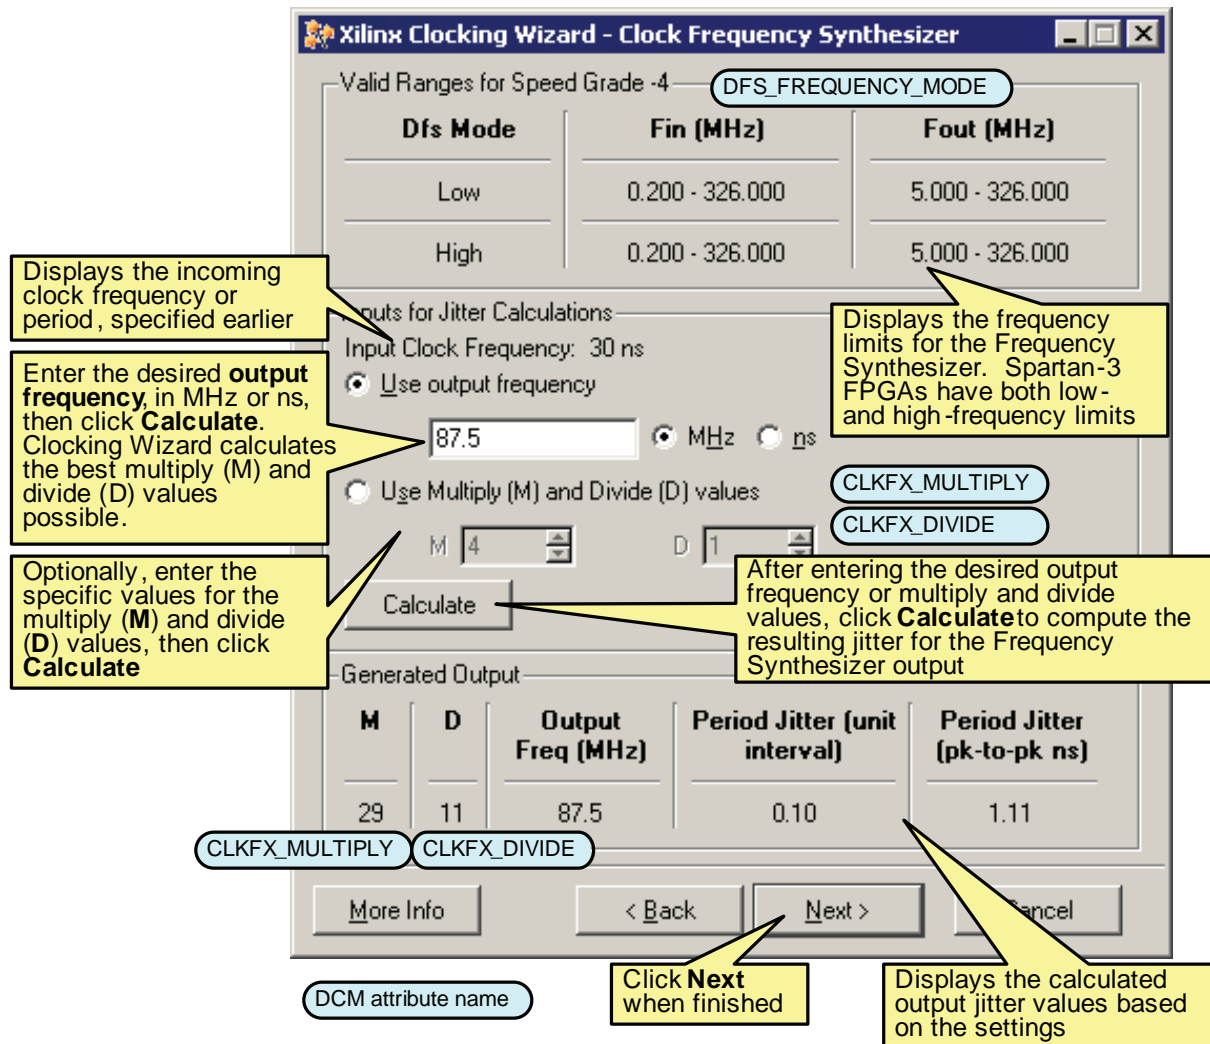 Xilinx Clocking Wizard - Clock Frequency Synthesizer
Valid Ranges for Speed Grade -4
DFS_FREQUENCY_MODE
Dfs Mode Fin (MHz) Fout (MHz)
Low 0.200 - 326.000 5.000 - 326.000
High 0.200 - 326.000 5.000 - 326.000
Displays the incoming
clock frequency or
period, specified earlier
Displays the frequency
limits for the Frequency
Synthesizer. Spartan-3
FPGAs have both low-
and high-frequency limits
Inputs for Jitter Calculations
Input Clock Frequency: 30 ns
Enter the desired output
frequency, in MHz or ns,
then click Calculate.
Clocking Wizard calculates
the best multiply (M) and
divide (D) values
possible.
Use output frequency
87.5 MHz ns
Use Multiply (M) and Divide (D) values
CLKFX_MULTIPLY
CLKFX_DIVIDE
M 4 D 1
Optionally, enter the
specific values for the
multiply (M) and divide
(D) values, then click
Calculate
Calculate
After entering the desired output
frequency or multiply and divide
values, click Calculate to compute the
resulting jitter for the Frequency
Synthesizer output
Generated Output
M D Output Freq (MHz) Period Jitter (unit interval) Period Jitter (pk-to-pk ns)
29 11 87.5 0.10 1.11
CLKFX_MULTIPLY CLKFX_DIVIDE
More Info < Back Next > Cancel
DCM attribute name
Click Next
when finished
Displays the calculated
output jitter values based
on the settings